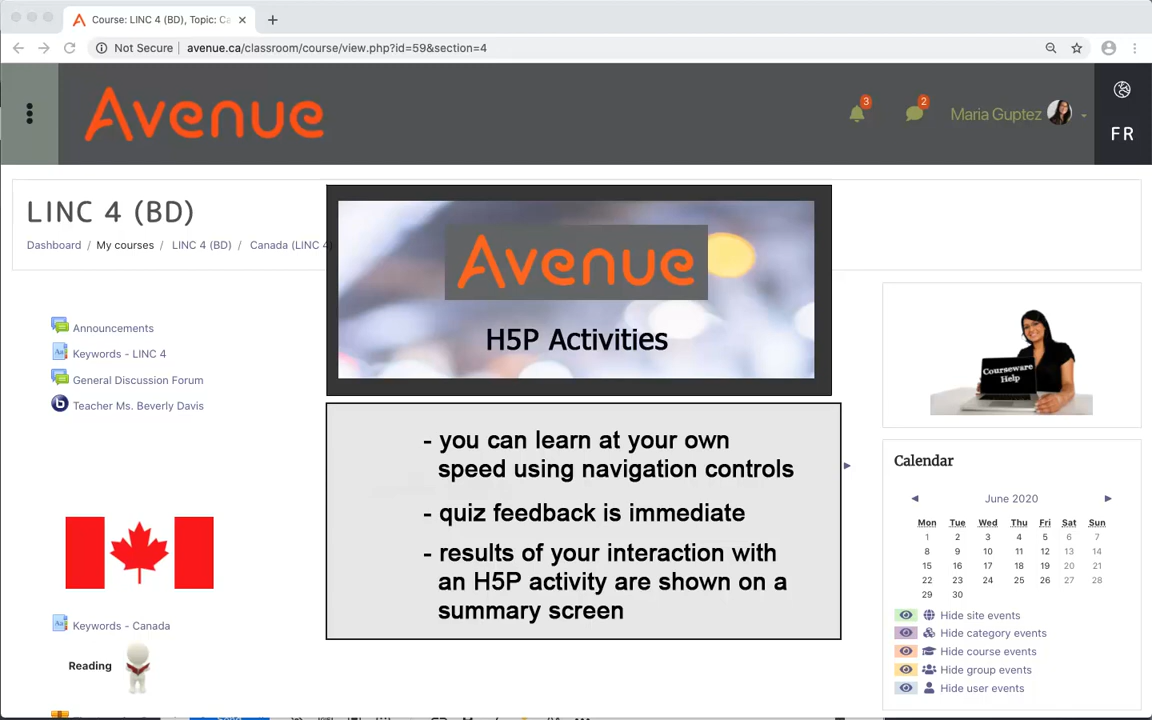 Course: LINC 4 (BD), Topic: Ca
Not Secure
avenue.ca/classroom/course/view.php?id=59&section=4
Avenue
3
2
Maria Guptez
FR
LINC 4 (BD)
Dashboard / My courses / LINC 4 (BD) / Canada (LINC 4)
Avenue
H5P Activities
Announcements
Keywords - LINC 4
General Discussion Forum
Teacher Ms. Beverly Davis
- you can learn at your own
speed using navigation controls
- quiz feedback is immediate
- results of your interaction with
an H5P activity are shown on a
summary screen
Keywords - Canada
Reading
Courseware
Help
Calendar
June 2020
Mon Tue Wed Thu Fri Sat Sun
1 2 3 4 5 6 7
8 9 10 11 12 13 14
15 16 17 18 19 20 21
22 23 24 25 26 27 28
29 30
Hide site events
Hide category events
Hide course events
Hide group events
Hide user events